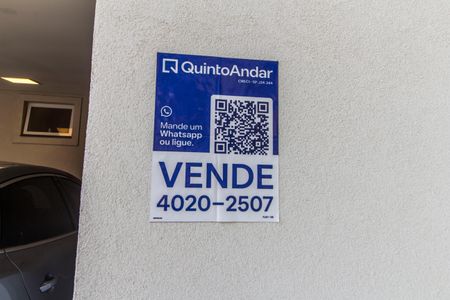 QuintoAndar
Mande um
Whatsapp
ou ligue.
VENDE
4020-2507